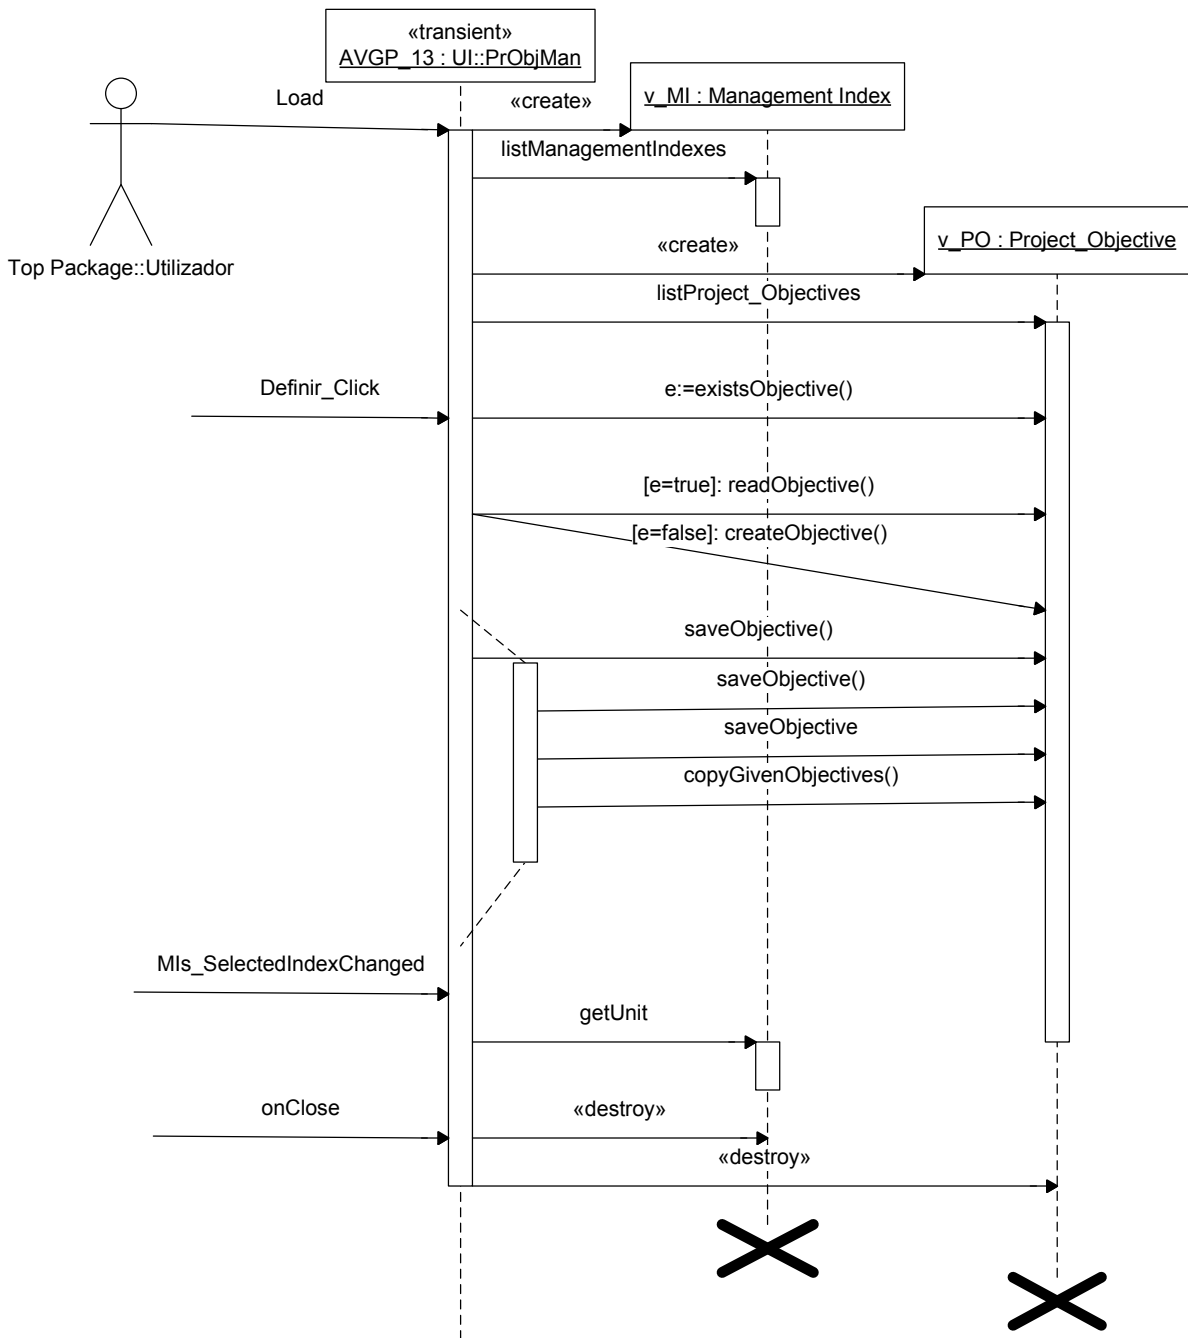 «transient»
AVGP_13 : UI::PrObjMan
v_MI : Management Index
Load
«create»
listManagementIndexes
v_PO : Project_Objective
«create»
Top Package::Utilizador
listProject_Objectives
Definir_Click
e:=existsObjective()
[e=true]: readObjective()
[e=false]: createObjective()
saveObjective()
saveObjective()
saveObjective
copyGivenObjectives()
MIs_SelectedIndexChanged
getUnit
onClose
«destroy»
«destroy»